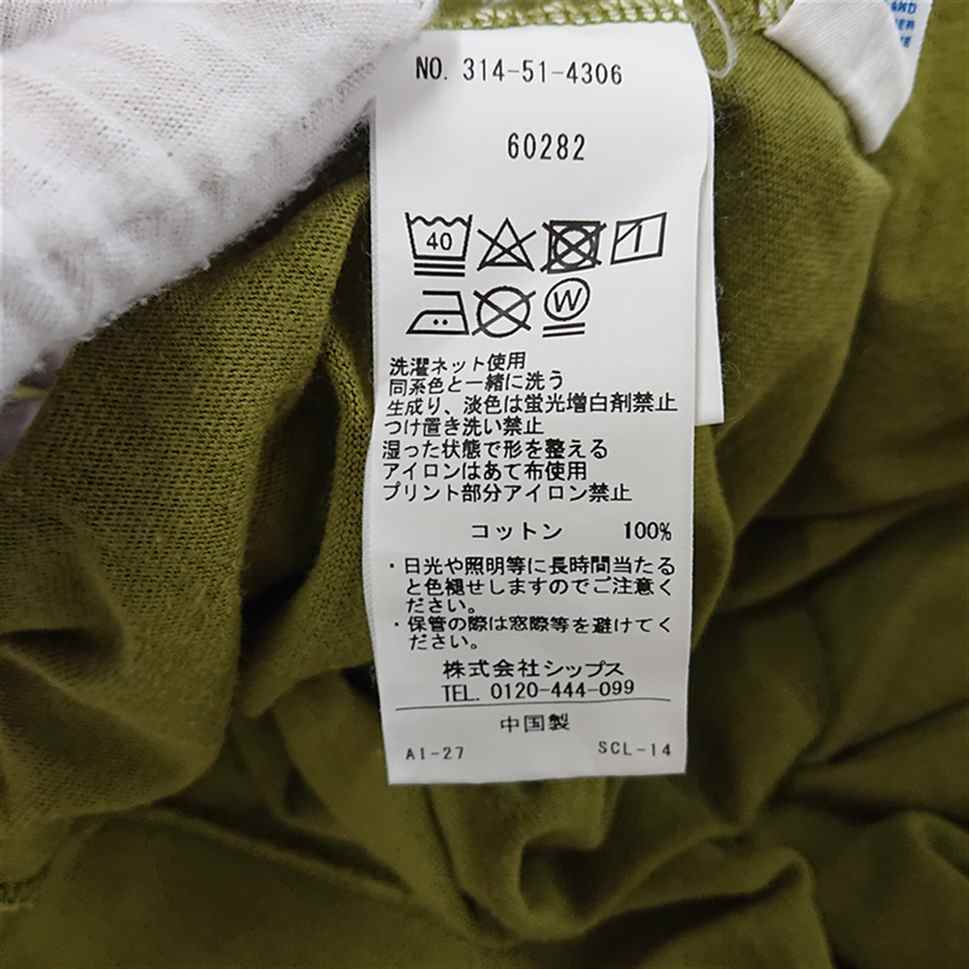 NO. 314-51-4306
60282
40
W
洗濯ネット使用
同系色と一緒に洗う
生成り、淡色は蛍光増白剤禁止
つけ置き洗い禁止
湿った状態で形を整える
アイロンはあて布使用
プリント部分アイロン禁止
コットン 100%
・日光や照明等に長時間当たる
と色褪せしますのでご注意く
ださい。
・保管の際は窓際等を避けてく
ださい。
株式会社シップス
TEL. 0120-444-099
中国製
A1-27 SCL-14